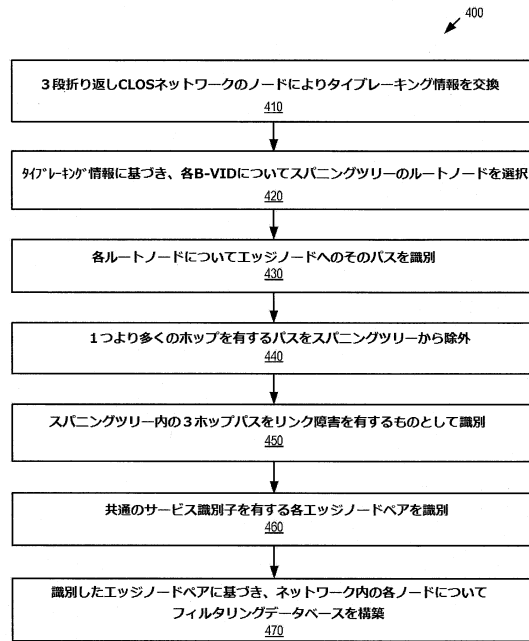 400
３段折り返しCLOSネットワークのノードによりタイブレーキング情報を交換
410
ﾀｲﾌﾞﾚｰｷﾝｸﾞ情報に基づき、各B-VIDについてスパニングツリーのルートノードを選択
420
各ルートノードについてエッジノードへのそのパスを識別
430
１つより多くのホップを有するパスをスパニングツリーから除外
440
スパニングツリー内の３ホップパスをリンク障害を有するものとして識別
450
共通のサービス識別子を有する各エッジノードペアを識別
460
識別したエッジノードペアに基づき、ネットワーク内の各ノードについて
フィルタリングデータベースを構築
470